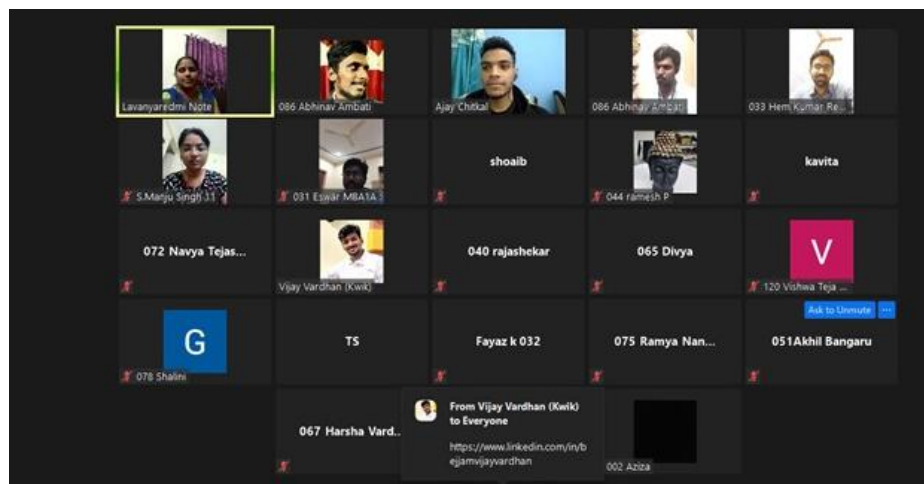 Lavanyaredmi Note
086 Abhinav Ambati
Ajay Chitkal
086 Abhinav Ambati
033 Hem Kumar Re...
S.Manju Singh 11
031 Eswar MBA1A
shoaib
044 ramesh P
kavita
072 Navya Tejas...
Vijay Vardhan (Kwik)
040 rajashekar
065 Divya
V
120 Vishwa Teja ...
G
078 Shalini
TS
Fayaz k 032
075 Ramya Nan...
Ask to Unmute ...
051Akhil Bangaru
067 Harsha Vard..
From Vijay Vardhan (Kwik)
to Everyone
https://www.linkedin.com/in/b
ejjamvijayvardhan
002 Aziza